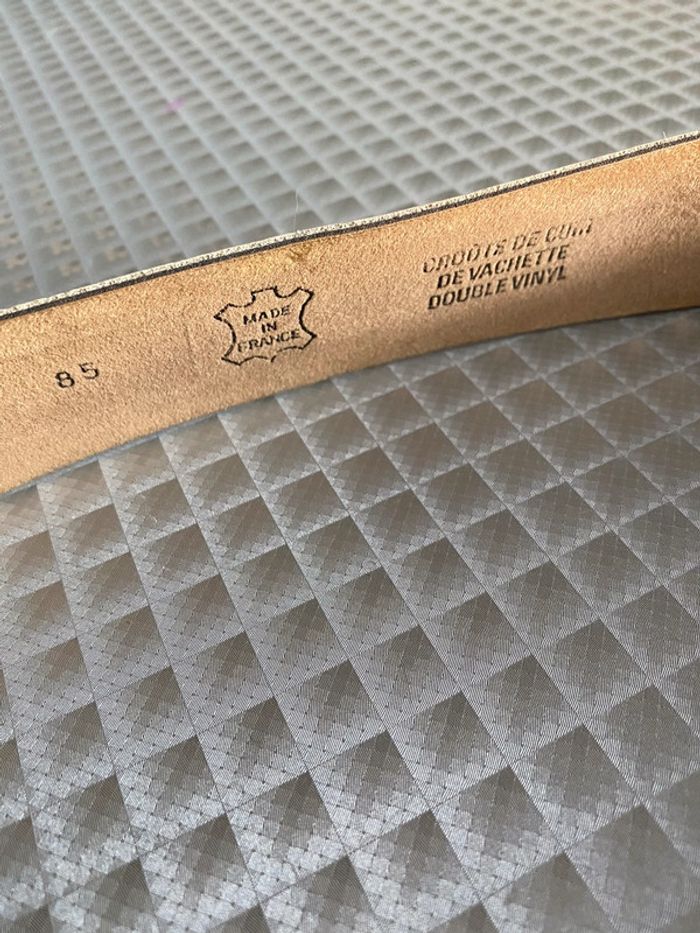 85
MADE
IN
FRANCE
CROÛTE DE CUIR
DE VACHETTE
DOUBLE VINYL